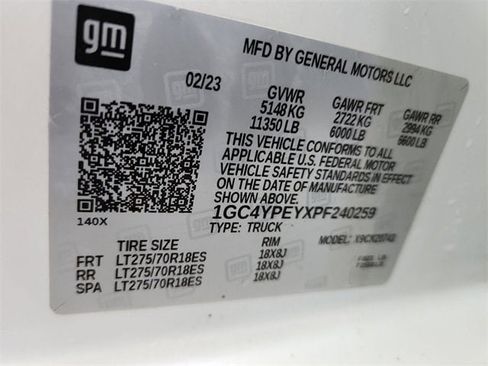 gm
MFD BY GENERAL MOTORS LLC
02/23
GVWR GAWR FRT GAWR RR
5148 KG 2722 KG 2994 KG
11350 LB 6000 LB 6600 LB
THIS VEHICLE CONFORMS TO ALL
APPLICABLE U.S. FEDERAL MOTOR
VEHICLE SAFETY STANDARDS IN EFFECT
ON THE DATE OF MANUFACTURE
SHOWN ABOVE.
1GC4YPEYXPF240259
140X
TYPE: TRUCK MODEL:
TIRE SIZE RIM
FRT LT275/70R18ES 18X8J
RR LT275/70R18ES 18X8J
SPA LT275/70R18ES 18X8J